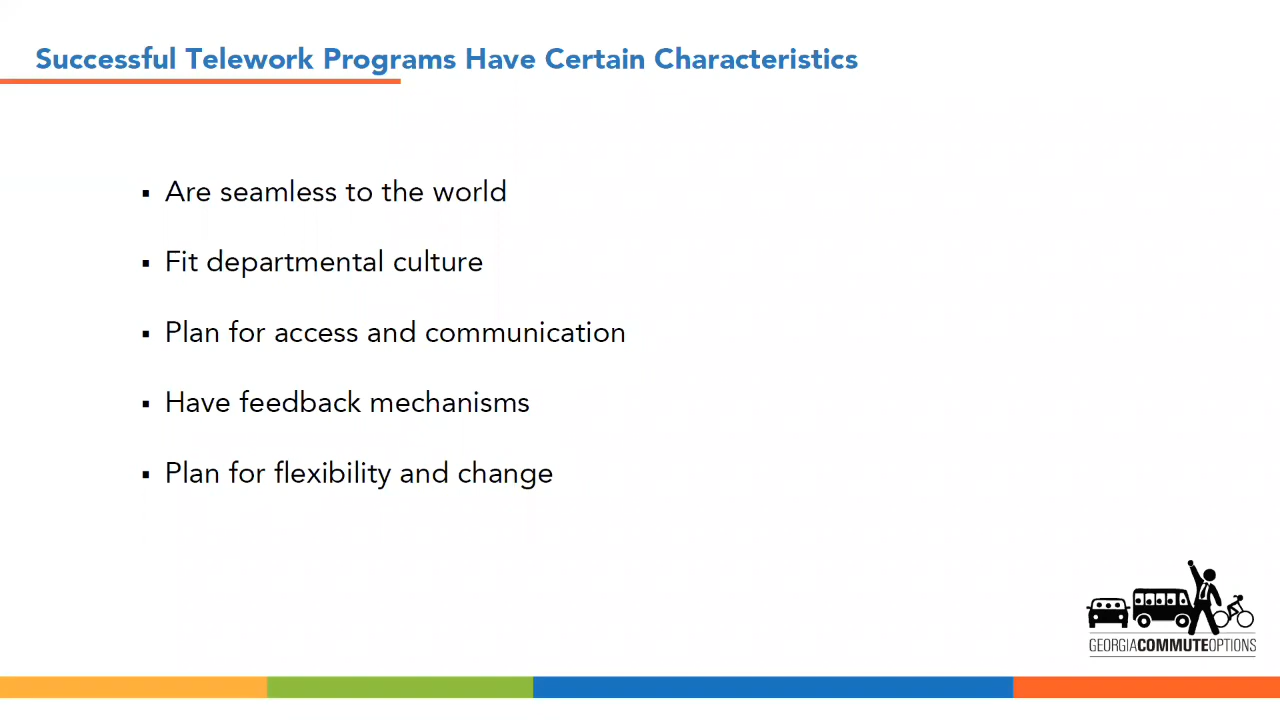 Successful Telework Programs Have Certain Characteristics
▪ Are seamless to the world
▪ Fit departmental culture
▪ Plan for access and communication
▪ Have feedback mechanisms
▪ Plan for flexibility and change
GEORGIACOMMUTEOPTIONS